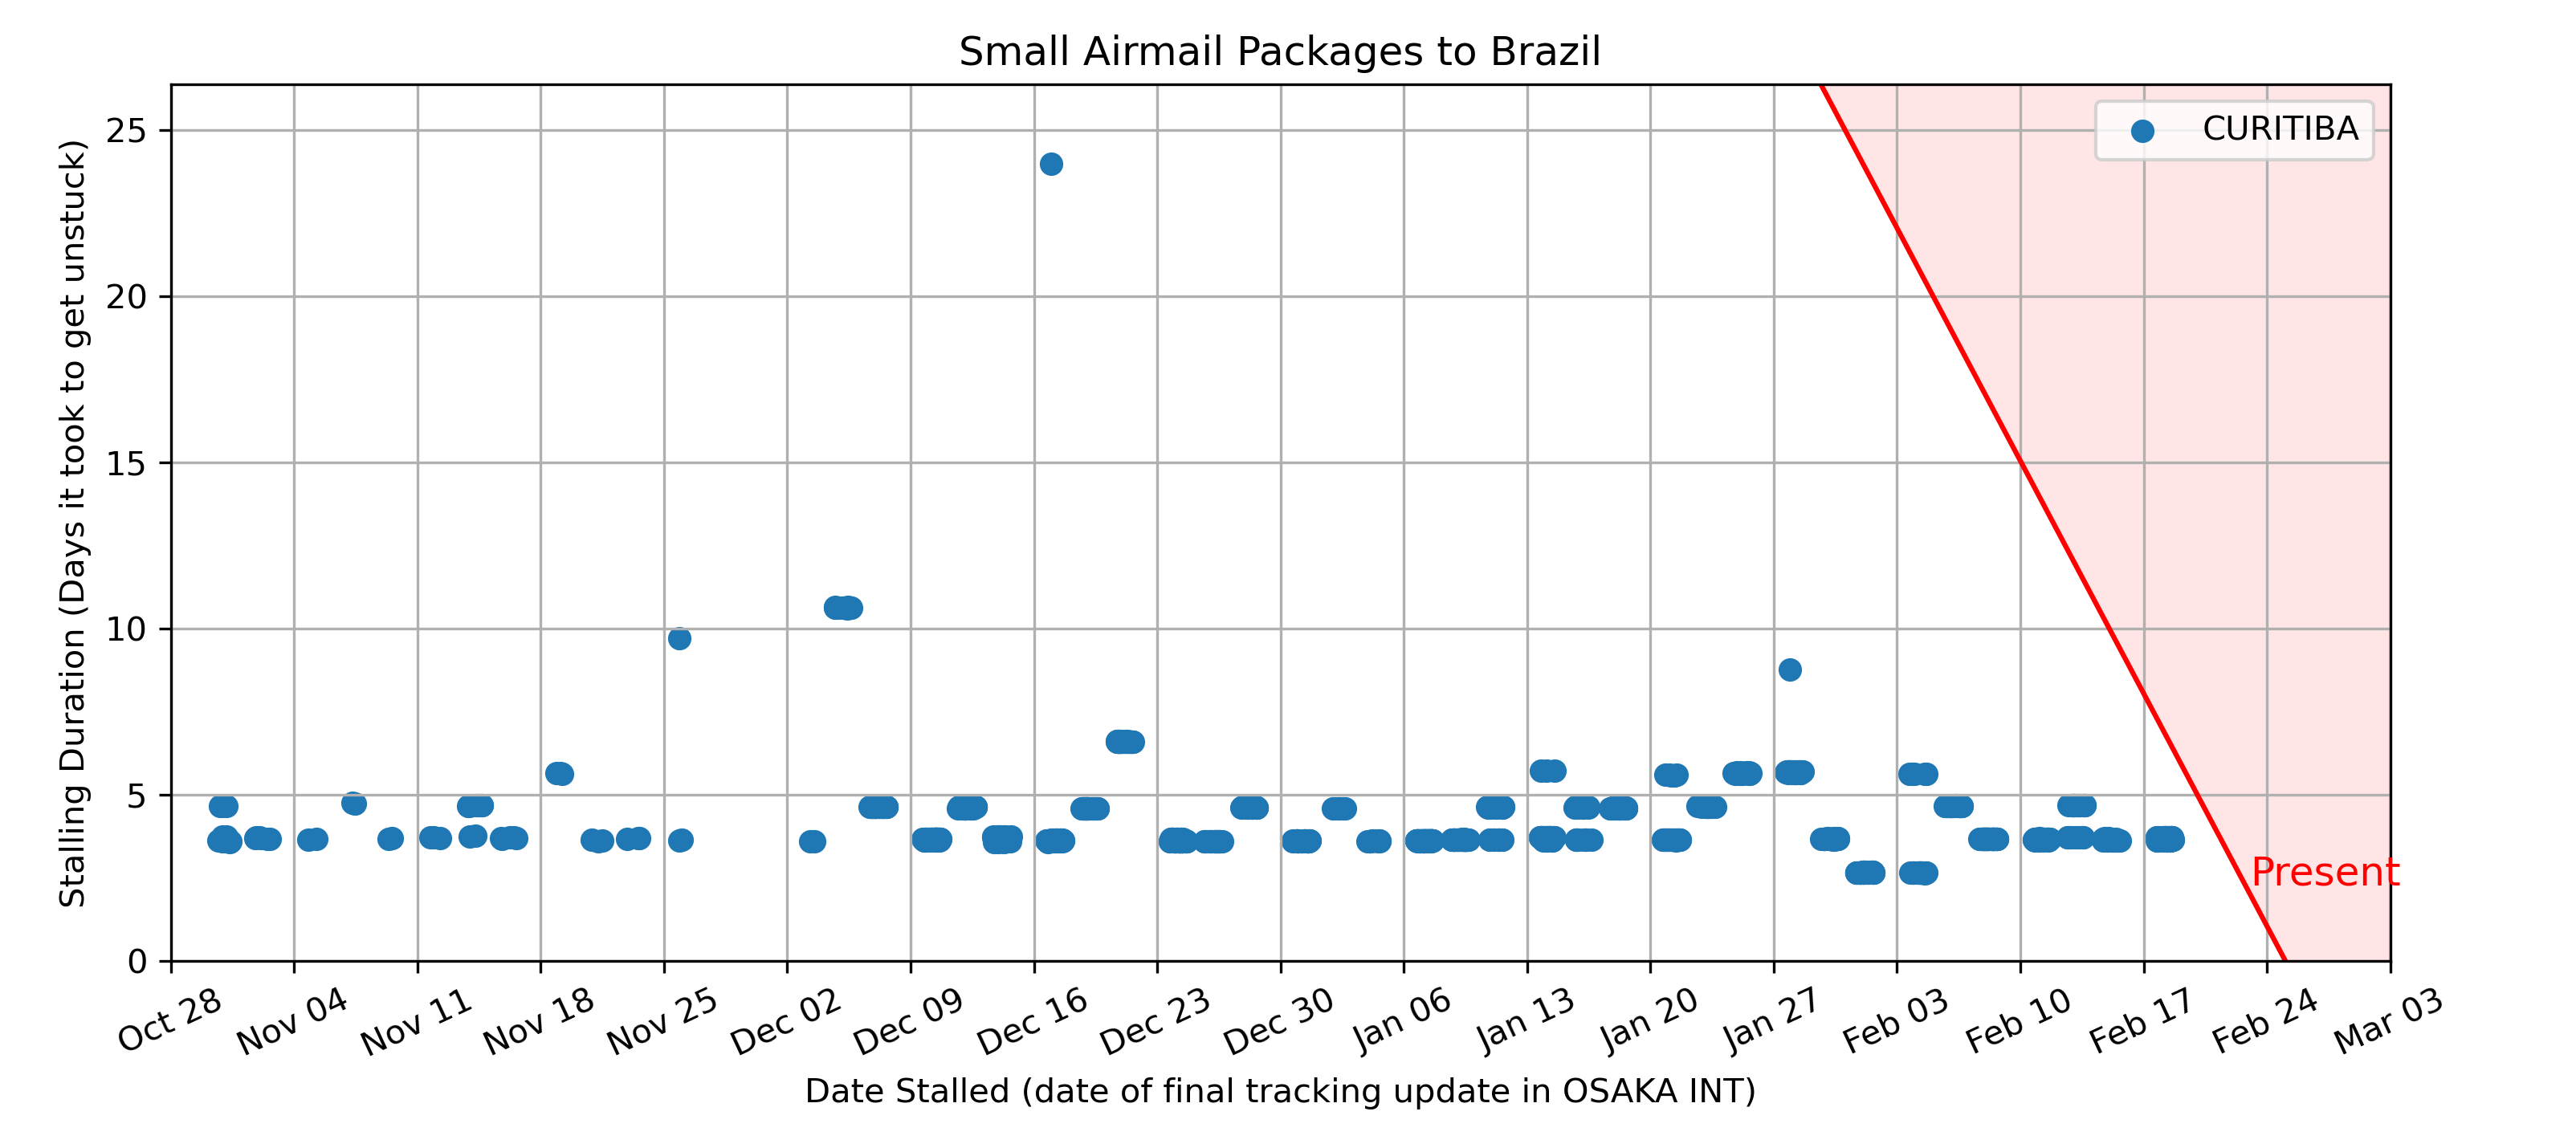 Small Airmail Packages to Brazil
CURITIBA
Stalling Duration (Days it took to get unstuck)
25
20
15
10
5
0
Present
Oct 28
Nov 04
Nov 11
Nov 18
Nov 25
Dec 02
Dec 09
Dec 16
Dec 23
Dec 30
Jan 06
Jan 13
Jan 20
Jan 27
Feb 03
Feb 10
Feb 17
Feb 24
Mar 03
Date Stalled (date of final tracking update in OSAKA INT)